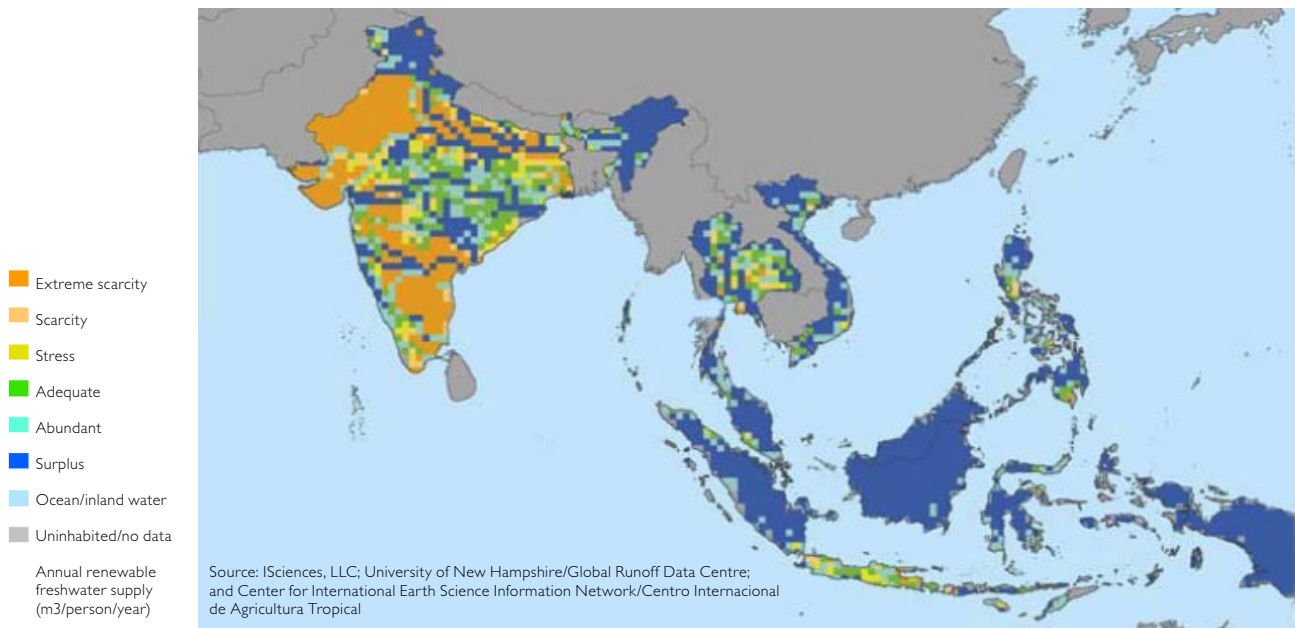 Extreme scarcity
Scarcity
Stress
Adequate
Abundant
Surplus
Ocean/inland water
Uninhabited/no data
Annual renewable
freshwater supply
(m3/person/year)
Source: ISciences, LLC; University of New Hampshire/Global Runoff Data Centre;
and Center for International Earth Science Information Network/Centro Internacional
de Agricultura Tropical